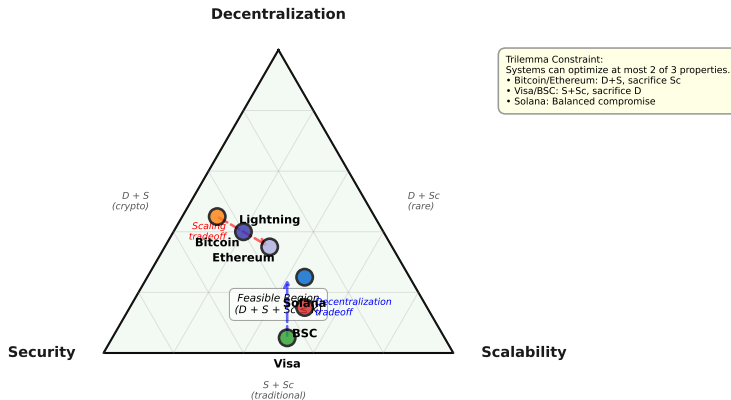 Decentralization
Trilemma Constraint:
Systems can optimize at most 2 of 3 properties.
• Bitcoin/Ethereum: D+S, sacrifice Sc
• Visa/BSC: S+Sc, sacrifice D
• Solana: Balanced compromise
D + S
(crypto)
D + Sc
(rare)
Lightning
Scaling
tradeoff
Bitcoin
Ethereum
Feasible Region
(D + S + Sc
Solana
Decentralization
tradeoff
BSC
Visa
Security
Scalability
S + Sc
(traditional)